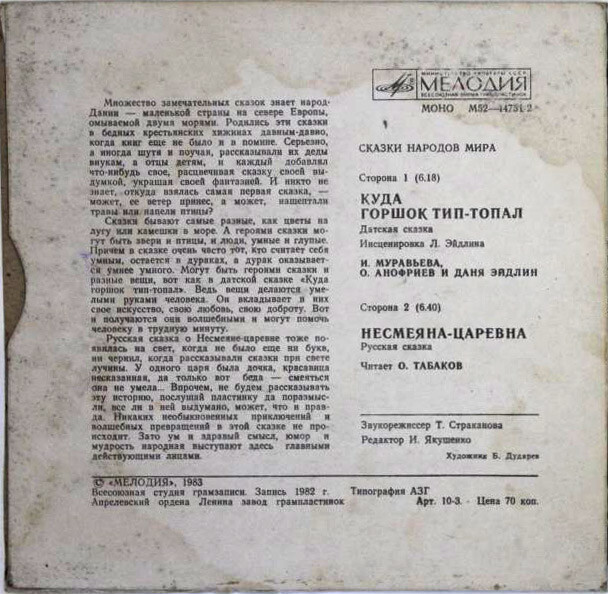 МИНИСТЕРСТВО КУЛЬТУРЫ СССР
МЕЛОДИЯ
ВСЕСОЮЗНАЯ ФИРМА ГРАМПЛАСТИНОК
МОНО М52—44731-2
Множество замечательных сказок знает народ
Дании — маленькой страны на севере Европы,
омываемой двумя морями. Родились эти сказки
в бедных крестьянских хижинах давным-давно,
когда книг еще не было и в помине. Серьезно,
а иногда шутя и поучая, рассказывали их деды
внукам, а отцы детям, и каждый добавлял
что-нибудь свое, расцвечивая сказку своей вы-
думкой, украшая своей фантазией. И никто не
знает, откуда взялась самая первая сказка, —
может, ее ветер принес, а может, нашептали
травы или напели птицы?
Сказки бывают самые разные, как цветы на
лугу или камешки в море. А героями сказки мо-
гут быть звери и птицы, и люди, умные и глупые.
Причем в сказке очень часто тот, кто считает себя
умным, остается в дураках, а дурак оказывает-
ся умнее умного. Могут быть героями сказки и
разные вещи, вот как в датской сказке «Куда
горшок тип-топал». Ведь вещи делаются уме-
лыми руками человека. Он вкладывает в них
свое искусство, свою любовь, свою доброту. Вот
и получаются они волшебными и могут помочь
человеку в трудную минуту.
Русская сказка о Несмеяне-царевне тоже по-
явилась на свет, когда не было еще ни букв,
ни чернил, когда рассказывали сказки при свете
лучины. У одного царя была дочка, красавица
несказанная, да только вот беда — смеяться
она не умела... Впрочем, не будем рассказывать
эту историю, послушай пластинку да поразмыс-
ли, все ли в ней выдумано, может, что и прав-
да. Никаких необыкновенных приключений и
волшебных превращений в этой сказке не про-
исходит. Зато ум и здравый смысл, юмор и
мудрость народная выступают здесь главными
действующими лицами.
СКАЗКИ НАРОДОВ МИРА
Сторона 1 (6.18)
КУДА
ГОРШОК ТИП-ТОПАЛ
Датская сказка
Инсценировка Л. Эйдлина
И. МУРАВЬЕВА,
О. АНОФРИЕВ И ДАНЯ ЭЙДЛИН
Сторона 2 (6.40)
НЕСМЕЯНА-ЦАРЕВНА
Русская сказка
Читает О. ТАБАКОВ
Звукорежиссер Т. Страканова
Редактор И. Якушенко
Художник Б. Дударев
© «МЕЛОДИЯ», 1983
Всесоюзная студия грамзаписи. Запись 1982 г. Типография АЗГ
Апрелевский ордена Ленина завод грампластинок Арт. 10-3. Цена 70 коп.